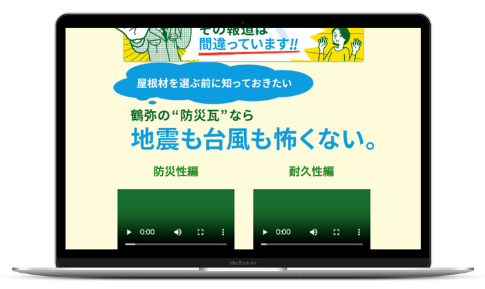 その報道は
間違っています!!
屋根材を選ぶ前に知っておきたい
鶴弥の“防災瓦”なら
地震も台風も怖くない。
防災性編
耐久性編
0:00
0:00
MacBook Air